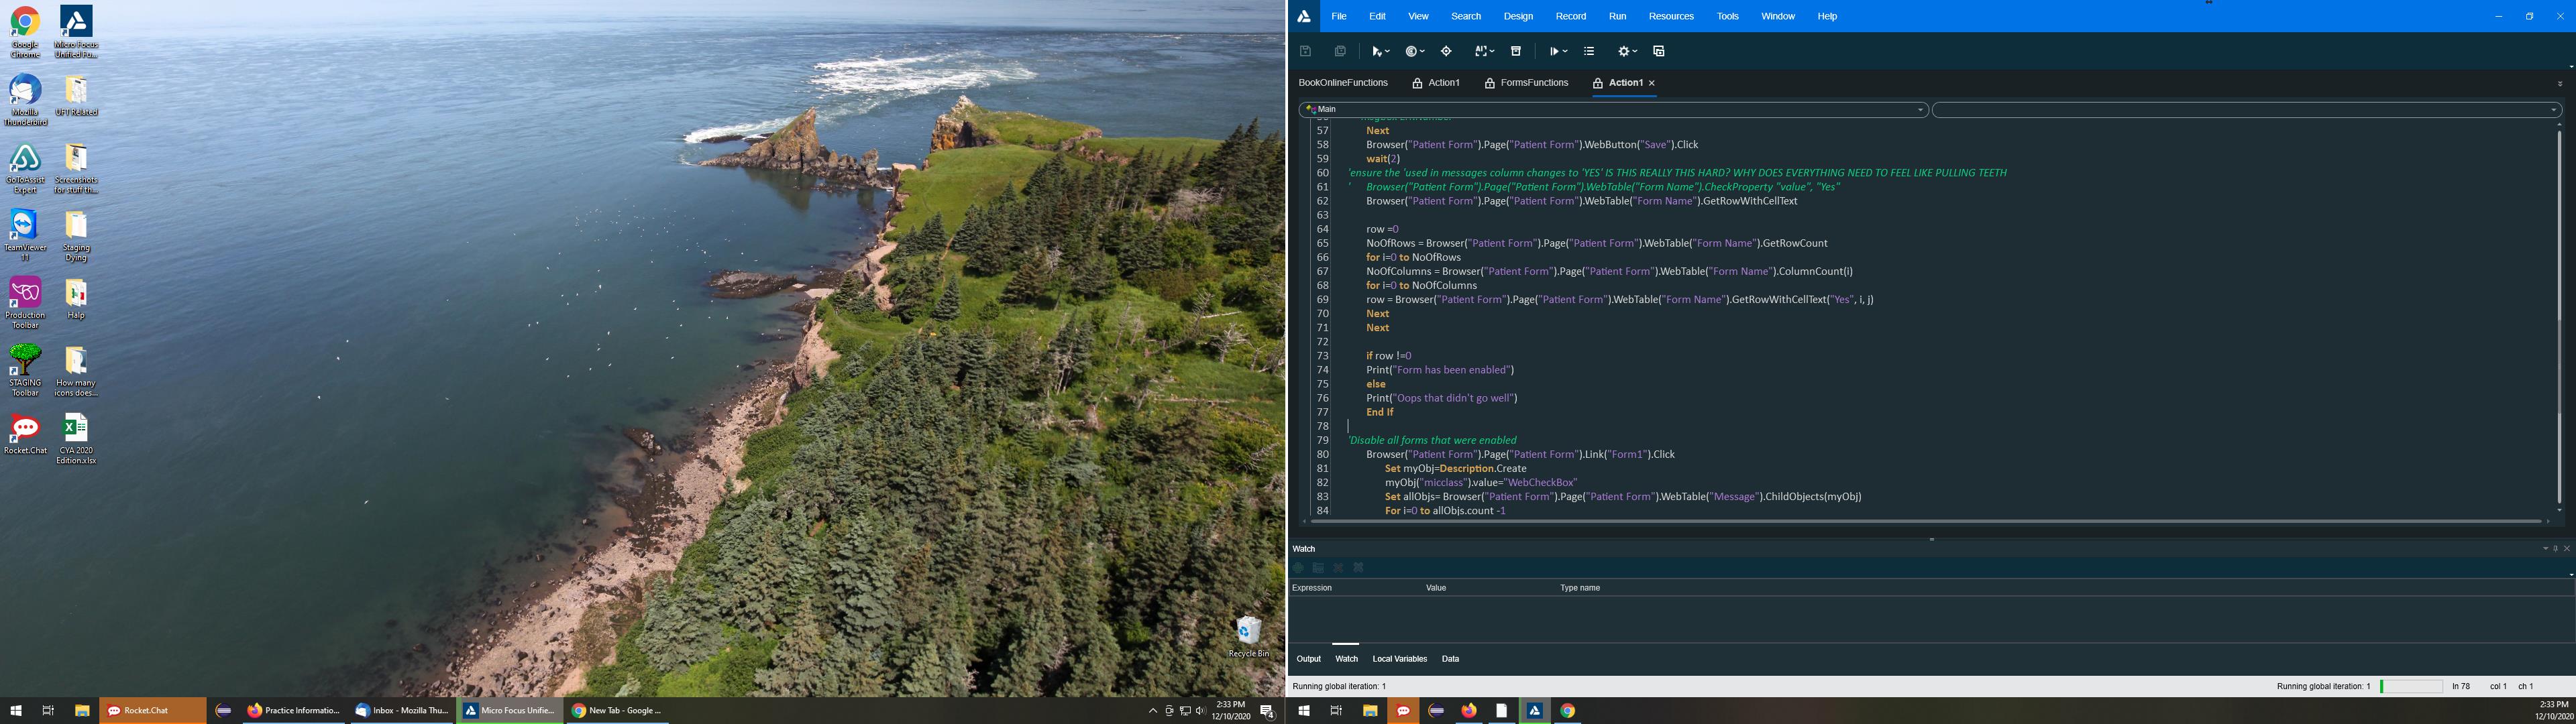 Google Chrome
Micro Focus Unified Fu...
Mozilla Thunderbird
UFT Related
GoToAssist Expert
Screenshots for stuff th...
TeamViewer 11
Staging Dying
Production Toolbar
Halp
STAGING Toolbar
How many icons does...
Rocket.Chat
CYA 2020 Edition.xlsx
Recycle Bin
Rocket.Chat
Practice Informatio...
Inbox - Mozilla Thu...
Micro Focus Unifie...
New Tab - Google ...
2:33 PM
12/10/2020
4
File Edit View Search Design Record Run Resources Tools Window Help
BookOnlineFunctions Action1 FormsFunctions Action1
Main
57 Next
58 Browser("Patient Form").Page("Patient Form").WebButton("Save").Click
59 wait(2)
60 'ensure the 'used in messages column changes to 'YES' IS THIS REALLY THIS HARD? WHY DOES EVERYTHING NEED TO FEEL LIKE PULLING TEETH
61 ' Browser("Patient Form").Page("Patient Form").WebTable("Form Name").CheckProperty "value", "Yes"
62 Browser("Patient Form").Page("Patient Form").WebTable("Form Name").GetRowWithCellText
63
64 row =0
65 NoOfRows = Browser("Patient Form").Page("Patient Form").WebTable("Form Name").GetRowCount
66 for i=0 to NoOfRows
67 NoOfColumns = Browser("Patient Form").Page("Patient Form").WebTable("Form Name").ColumnCount(i)
68 for i=0 to NoOfColumns
69 row = Browser("Patient Form").Page("Patient Form").WebTable("Form Name").GetRowWithCellText("Yes", i, j)
70 Next
71 Next
72
73 if row !=0
74 Print("Form has been enabled")
75 else
76 Print("Oops that didn't go well")
77 End If
78
79 'Disable all forms that were enabled
80 Browser("Patient Form").Page("Patient Form").Link("Form1").Click
81 Set myObj=Description.Create
82 myObj("micclass").value="WebCheckBox"
83 Set allObjs= Browser("Patient Form").Page("Patient Form").WebTable("Message").ChildObjects(myObj)
84 For i=0 to allObjs.count -1
Watch
Expression Value Type name
Output Watch Local Variables Data
Running global iteration: 1
Running global iteration: 1 ln 78 col 1 ch 1
2:33 PM
12/10/2020